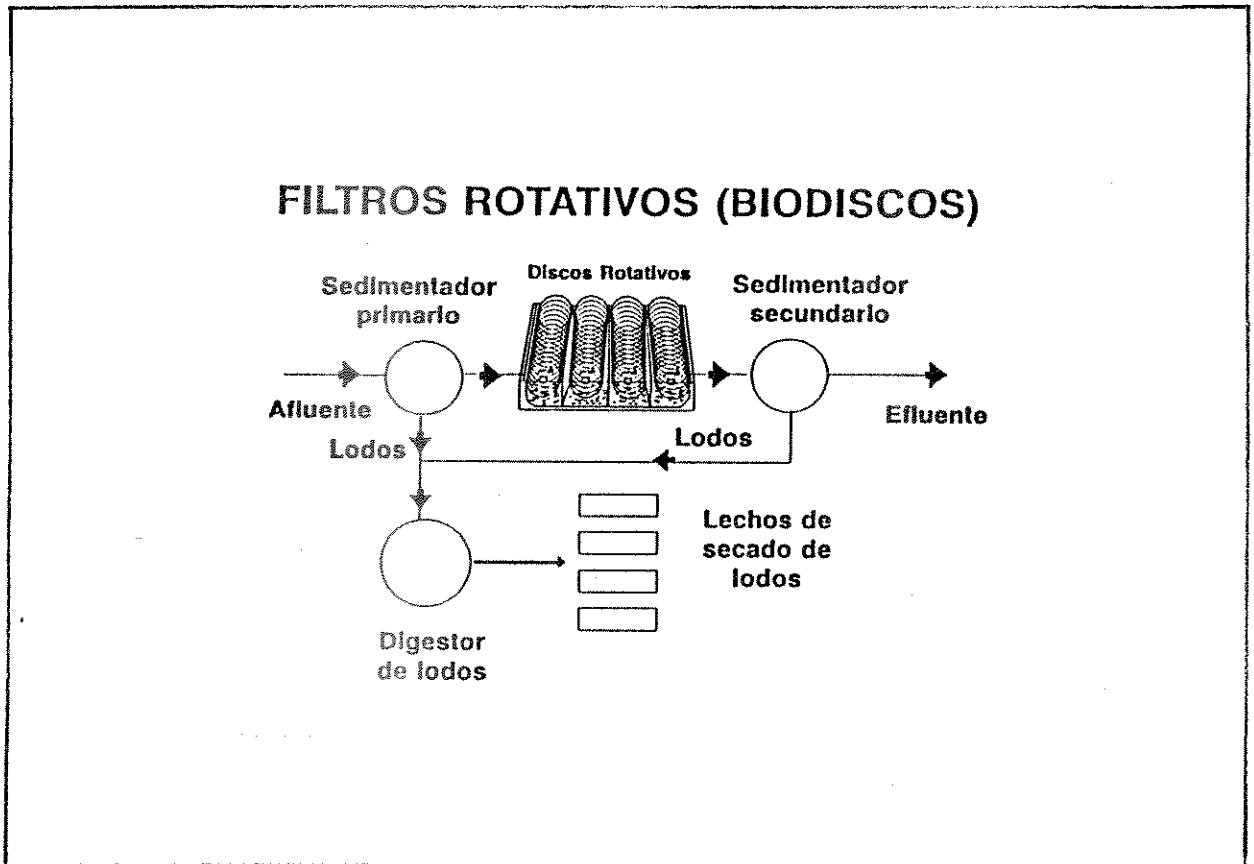 FILTROS ROTATIVOS (BIODISCOS)
Sedimentador
primario
Discos Rotativos
Sedimentador
secundario
Afluente
Efluente
Lodos
Lodos
Lechos de
secado de
lodos
Digestor
de lodos